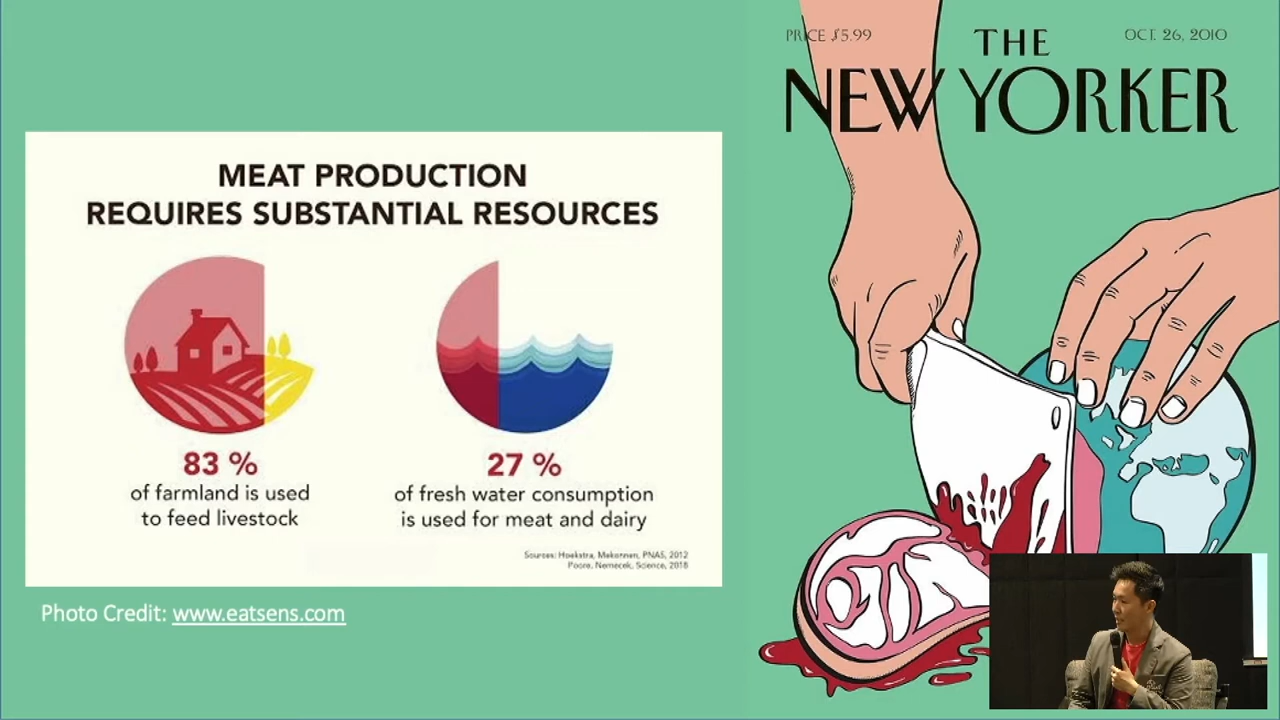 MEAT PRODUCTION
REQUIRES SUBSTANTIAL RESOURCES
83 %
of farmland is used
to feed livestock
27 %
of fresh water consumption
is used for meat and dairy
Sources: Hoekstra, Mekonnen, PNAS, 2012
Poore, Nemecek, Science, 2018
Photo Credit: www.eatsens.com
PRICE $5.99
THE
OCT. 26, 2010
NEW YORKER